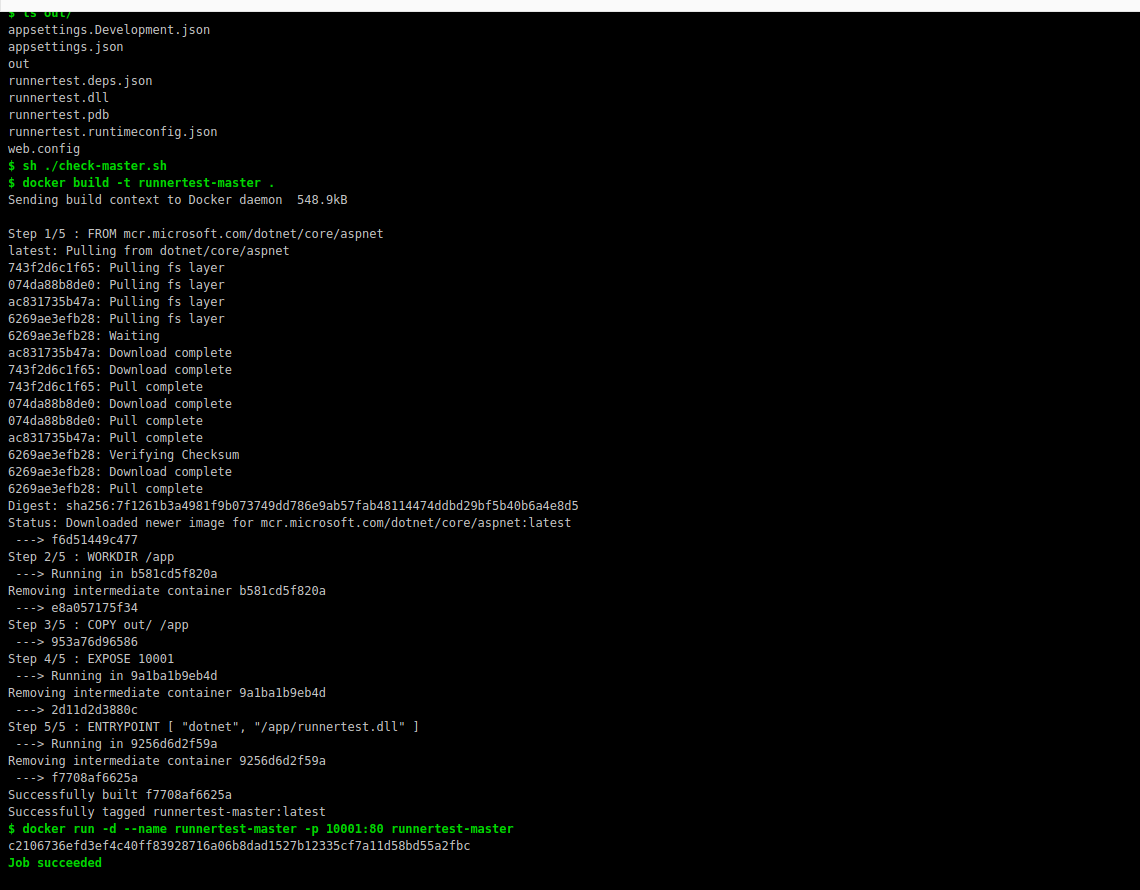 $ ls out/
appsettings.Development.json
appsettings.json
out
runnertest.deps.json
runnertest.dll
runnertest.pdb
runnertest.runtimeconfig.json
web.config
$ sh ./check-master.sh
$ docker build -t runnertest-master .
Sending build context to Docker daemon  548.9kB
Step 1/5 : FROM mcr.microsoft.com/dotnet/core/aspnet
latest: Pulling from dotnet/core/aspnet
743f2d6c1f65: Pulling fs layer
074da88b8de0: Pulling fs layer
ac831735b47a: Pulling fs layer
6269ae3efb28: Pulling fs layer
6269ae3efb28: Waiting
ac831735b47a: Download complete
743f2d6c1f65: Download complete
743f2d6c1f65: Pull complete
074da88b8de0: Download complete
074da88b8de0: Pull complete
ac831735b47a: Pull complete
6269ae3efb28: Verifying Checksum
6269ae3efb28: Download complete
6269ae3efb28: Pull complete
Digest: sha256:7f1261b3a4981f9b073749dd786e9ab57fab48114474ddbd29bf5b40b6a4e8d5
Status: Downloaded newer image for mcr.microsoft.com/dotnet/core/aspnet:latest
 ---> f6d51449c477
Step 2/5 : WORKDIR /app
 ---> Running in b581cd5f820a
Removing intermediate container b581cd5f820a
 ---> e8a057175f34
Step 3/5 : COPY out/ /app
 ---> 953a76d96586
Step 4/5 : EXPOSE 10001
 ---> Running in 9a1ba1b9eb4d
Removing intermediate container 9a1ba1b9eb4d
 ---> 2d11d2d3880c
Step 5/5 : ENTRYPOINT [ "dotnet", "/app/runnertest.dll" ]
 ---> Running in 9256d6d2f59a
Removing intermediate container 9256d6d2f59a
 ---> f7708af6625a
Successfully built f7708af6625a
Successfully tagged runnertest-master:latest
$ docker run -d --name runnertest-master -p 10001:80 runnertest-master
c2106736efd3ef4c40ff83928716a06b8dad1527b12335cf7a11d58bd55a2fbc
Job succeeded